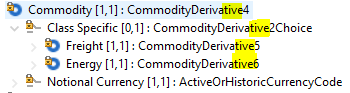 Commodity [1,1] : CommodityDerivative4
Class Specific [0,1] : CommodityDerivative2Choice
Freight [1,1] : CommodityDerivative5
Energy [1,1] : CommodityDerivative6
Notional Currency [1,1] : ActiveOrHistoricCurrencyCode